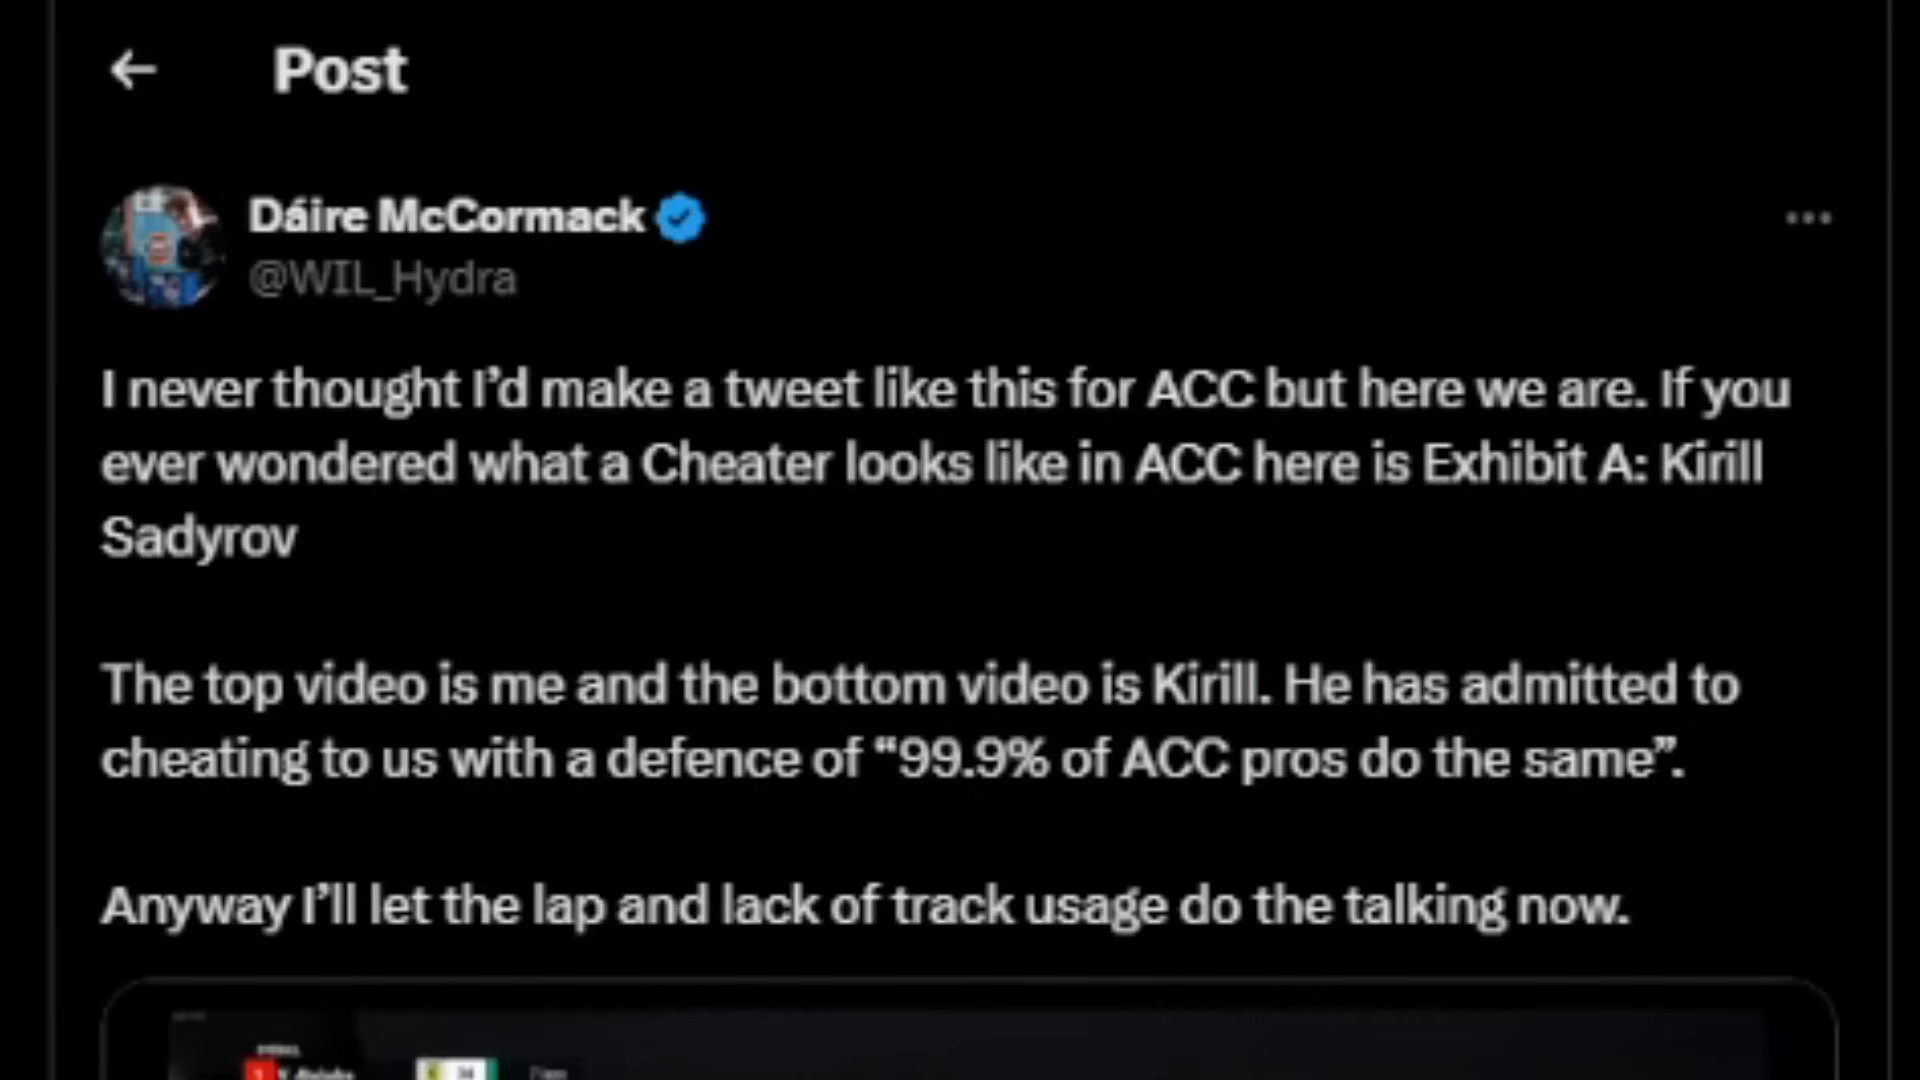 Post
Dáire McCormack
@WIL_Hydra
I never thought I’d make a tweet like this for ACC but here we are. If you
ever wondered what a Cheater looks like in ACC here is Exhibit A: Kirill
Sadyrov
The top video is me and the bottom video is Kirill. He has admitted to
cheating to us with a defence of “99.9% of ACC pros do the same”.
Anyway I’ll let the lap and lack of track usage do the talking now.